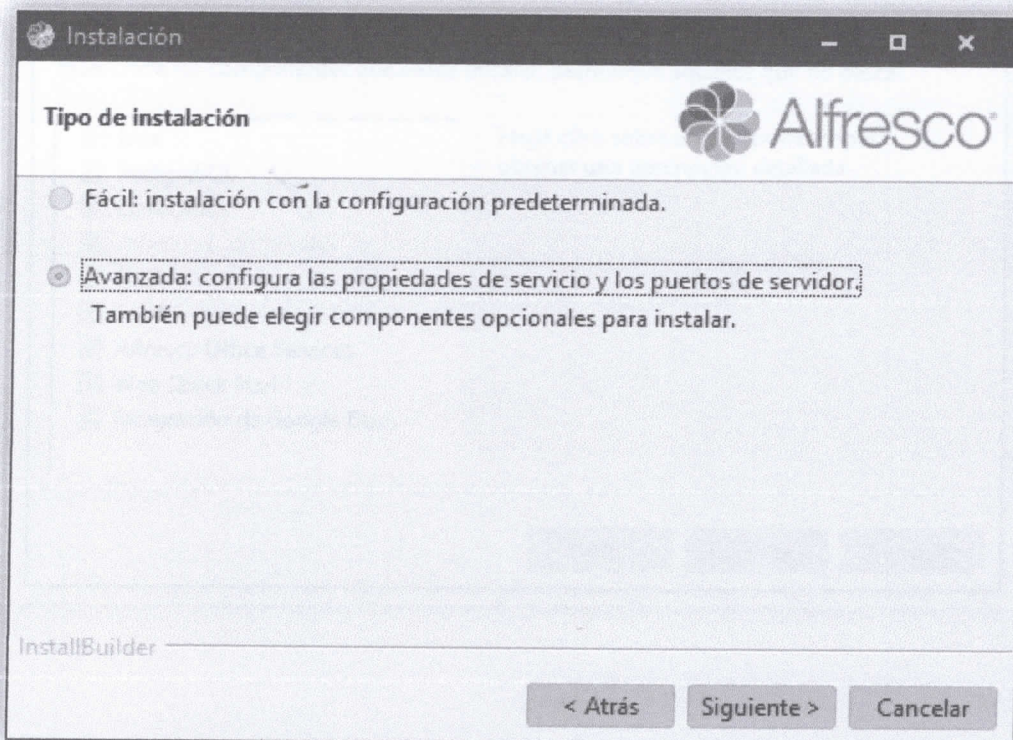 Instalación
Tipo de instalación
Alfresco
Fácil: instalación con la configuración predeterminada.
Avanzada: configura las propiedades de servicio y los puertos de servidor.
También puede elegir componentes opcionales para instalar.
InstallBuilder
< Atrás
Siguiente >
Cancelar